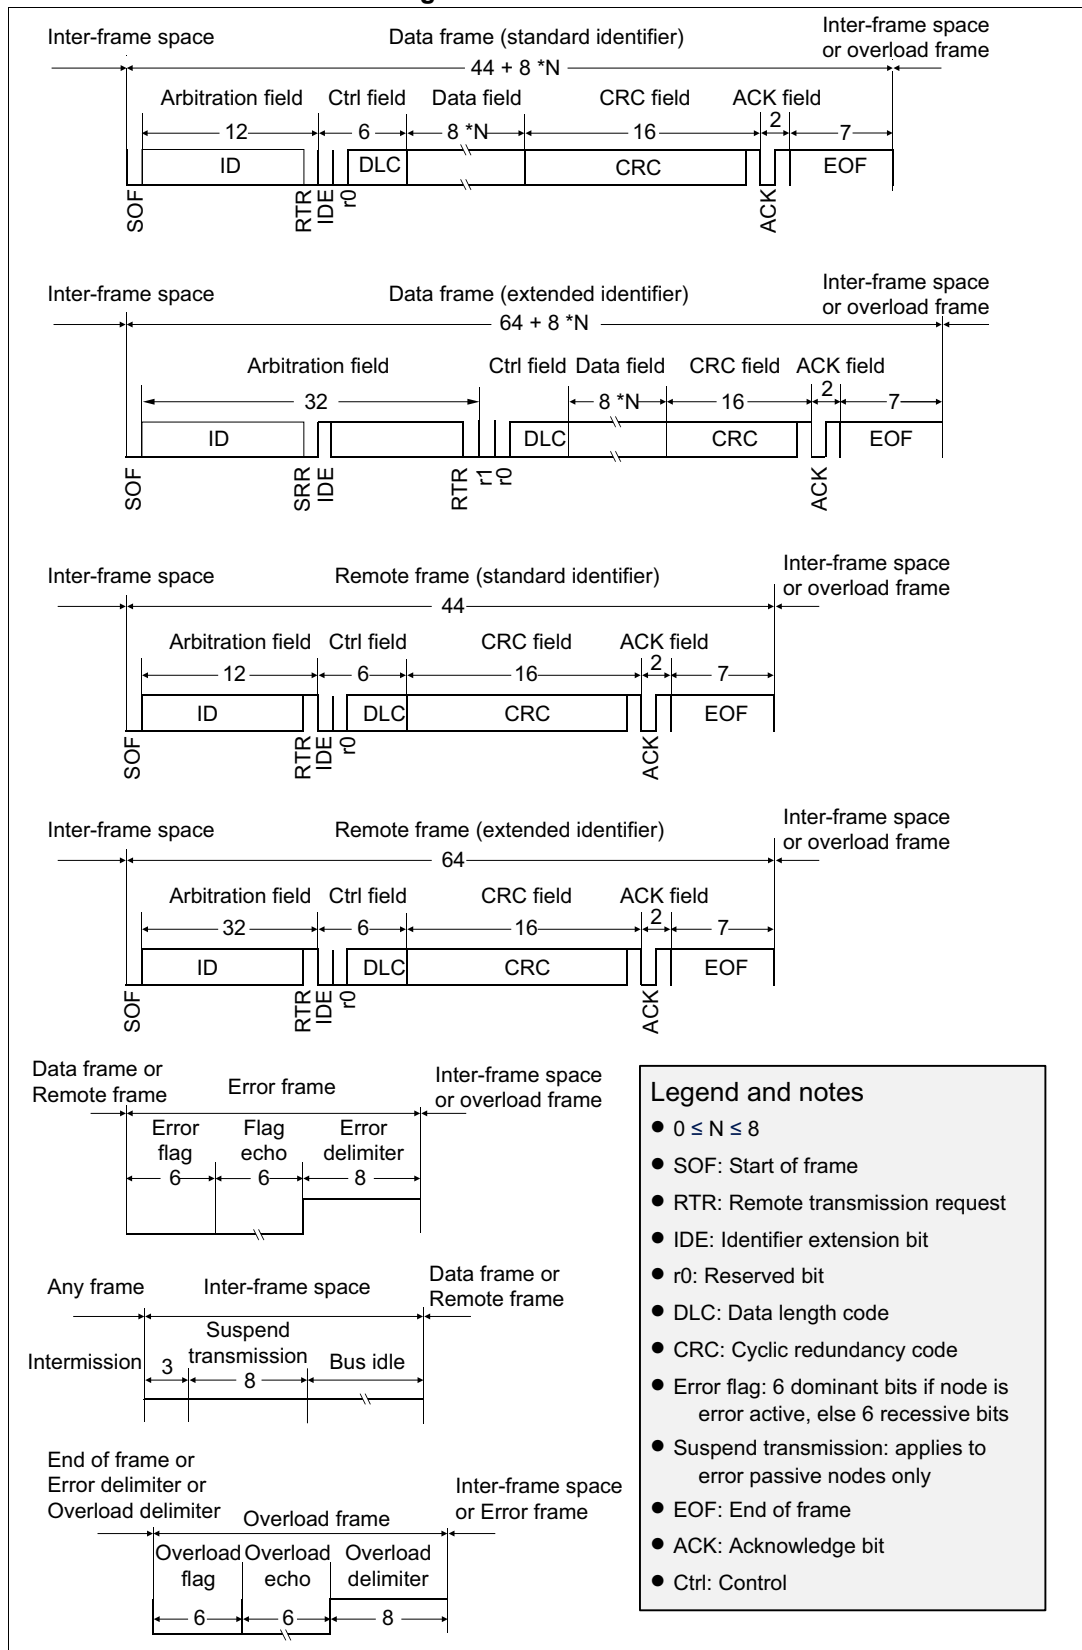 Inter-frame space
Data frame (standard identifier)
Inter-frame space
or overload frame
44 + 8 *N
Arbitration field
Ctrl field
Data field
CRC field
ACK field
12
6
8 *N
16
2
7
ID
DLC
CRC
EOF
SOF
RTR
IDE
r0
ACK
Inter-frame space
Data frame (extended identifier)
Inter-frame space
or overload frame
64 + 8 *N
Arbitration field
Ctrl field
Data field
CRC field
ACK field
32
8 *N
16
2
7
ID
DLC
CRC
EOF
SOF
SRR
IDE
RTR
r1
r0
ACK
Inter-frame space
Remote frame (standard identifier)
Inter-frame space
or overload frame
44
Arbitration field
Ctrl field
CRC field
ACK field
12
6
16
2
7
ID
DLC
CRC
EOF
SOF
RTR
IDE
r0
ACK
Inter-frame space
Remote frame (extended identifier)
Inter-frame space
or overload frame
64
Arbitration field
Ctrl field
CRC field
ACK field
32
6
16
2
7
ID
DLC
CRC
EOF
SOF
RTR
IDE
r0
ACK
Data frame or
Remote frame
Error frame
Inter-frame space
or overload frame
Error
flag
Flag
echo
Error
delimiter
6
6
8
Any frame
Inter-frame space
Data frame or
Remote frame
Intermission
3
Suspend
transmission
8
Bus idle
End of frame or
Error delimiter or
Overload delimiter
Overload frame
Inter-frame space
or Error frame
Overload
flag
Overload
echo
Overload
delimiter
6
6
8
Legend and notes
● 0 ≤ N ≤ 8
● SOF: Start of frame
● RTR: Remote transmission request
● IDE: Identifier extension bit
● r0: Reserved bit
● DLC: Data length code
● CRC: Cyclic redundancy code
● Error flag: 6 dominant bits if node is
error active, else 6 recessive bits
● Suspend transmission: applies to
error passive nodes only
● EOF: End of frame
● ACK: Acknowledge bit
● Ctrl: Control